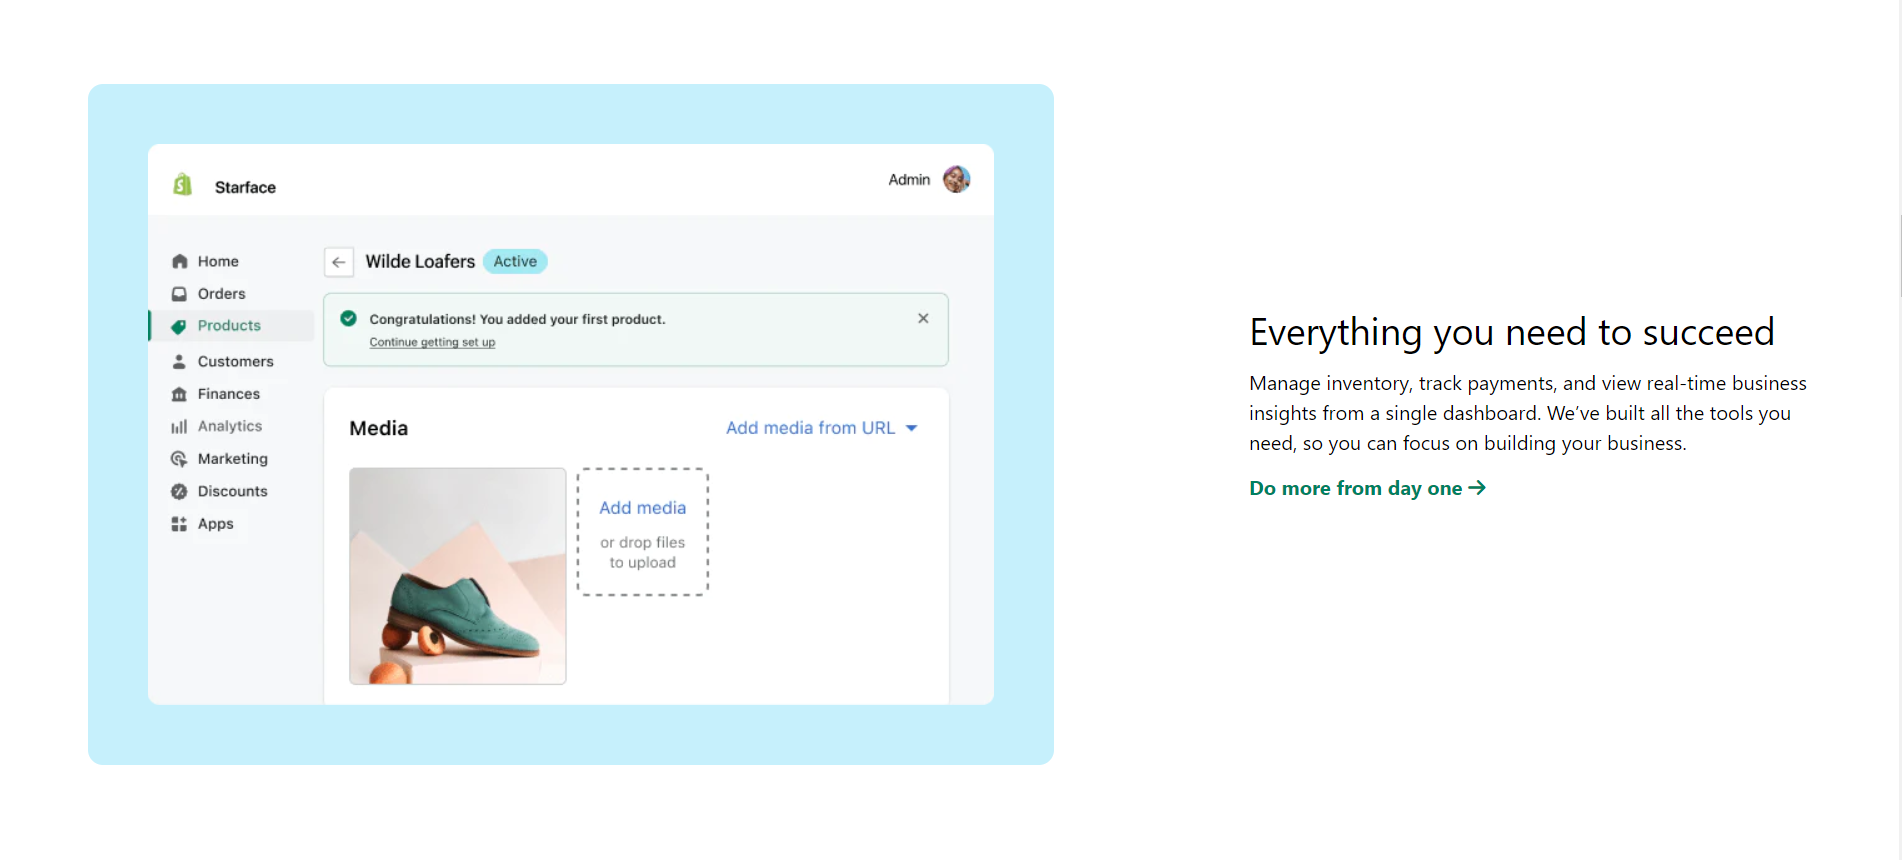 Starface
Admin
Home
Orders
Products
Customers
Finances
Analytics
Marketing
Discounts
Apps
Wilde Loafers
Active
Congratulations! You added your first product.
Continue getting set up
Media
Add media from URL
Add media
or drop files
to upload
Everything you need to succeed
Manage inventory, track payments, and view real-time business
insights from a single dashboard. We’ve built all the tools you
need, so you can focus on building your business.
Do more from day one →